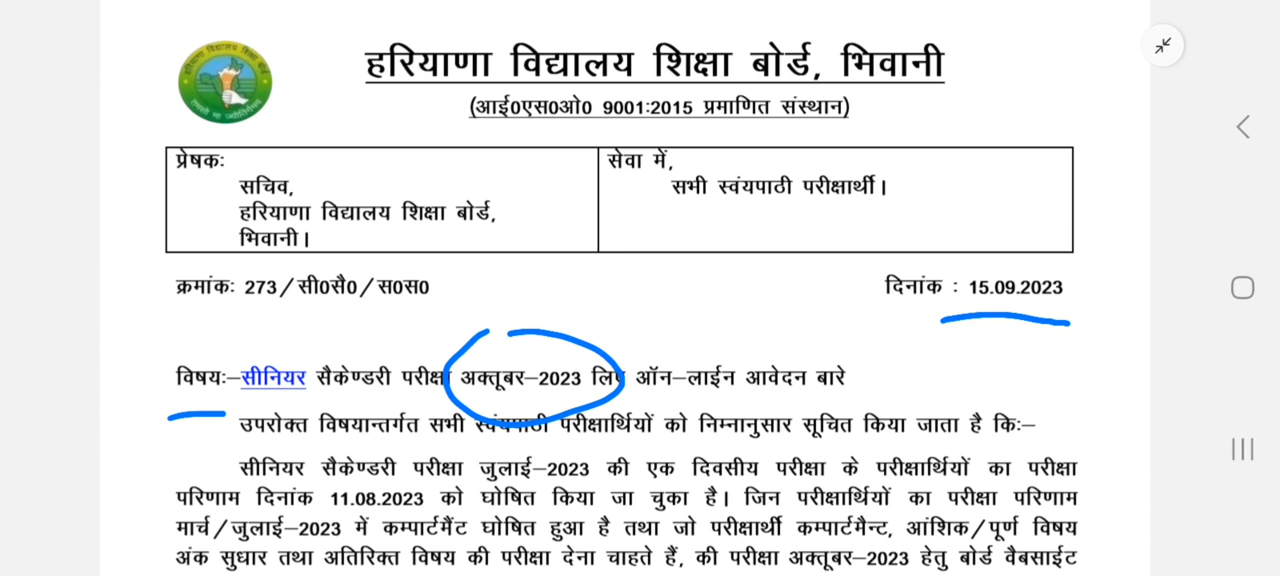 हरियाणा विद्यालय शिक्षा बोर्ड, भिवानी
(आई0एस0ओ0 9001:2015 प्रमाणित संस्थान)
प्रेषकः
सचिव,
हरियाणा विद्यालय शिक्षा बोर्ड,
भिवानी।
सेवा में,
सभी स्वंयपाठी परीक्षार्थी।
क्रमांकः 273/सी0सै0/स0स0
दिनांक : 15.09.2023
विषयः–सीनियर सैकेण्डरी परीक्षा अक्तूबर–2023 लिए ऑन–लाईन आवेदन बारे
उपरोक्त विषयान्तर्गत सभी स्वंयपाठी परीक्षार्थियों को निम्नानुसार सूचित किया जाता है किः–
सीनियर सैकेण्डरी परीक्षा जुलाई–2023 की एक दिवसीय परीक्षा के परीक्षार्थियों का परीक्षा
परिणाम दिनांक 11.08.2023 को घोषित किया जा चुका है। जिन परीक्षार्थियों का परीक्षा परिणाम
मार्च/जुलाई–2023 में कम्पार्टमैंट घोषित हुआ है तथा जो परीक्षार्थी कम्पार्टमैन्ट, आंशिक/पूर्ण विषय
अंक सुधार तथा अतिरिक्त विषय की परीक्षा देना चाहते हैं, की परीक्षा अक्तूबर–2023 हेतु बोर्ड वैबसाईट